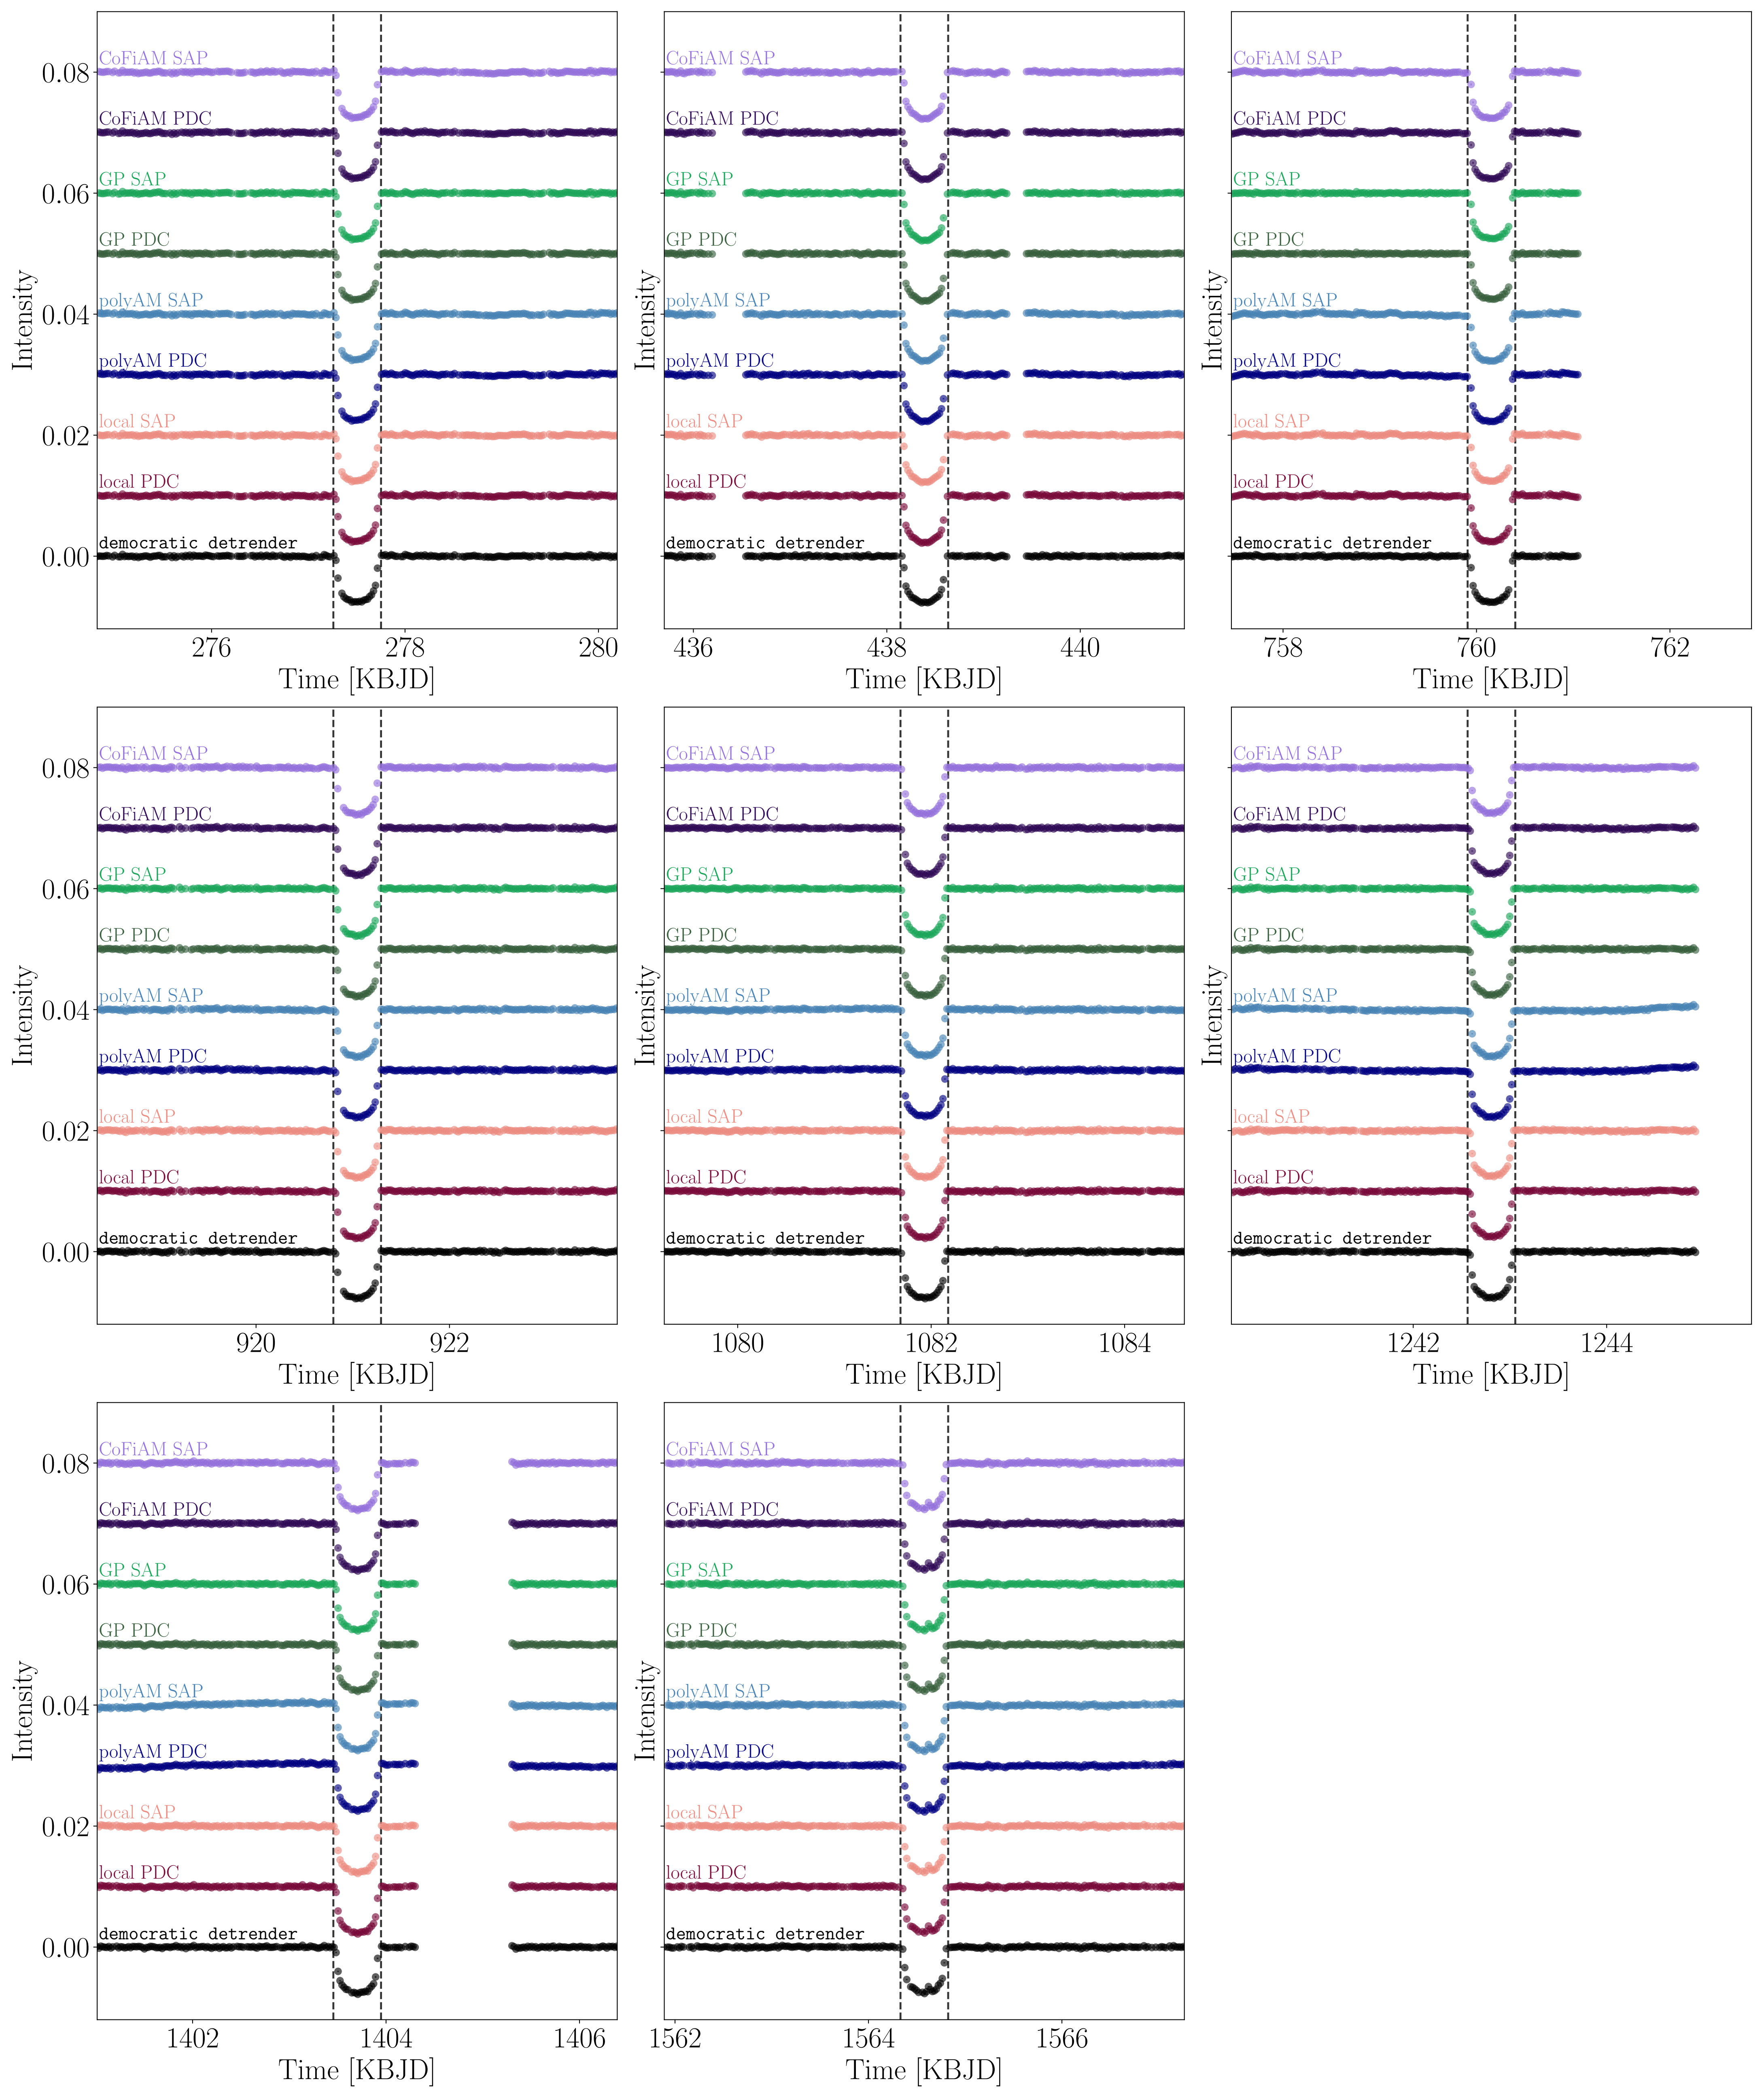 CoFiAM SAP
CoFiAM PDC
GP SAP
GP PDC
polyAM SAP
polyAM PDC
local SAP
local PDC
democratic detrender
0.08
0.06
0.04
0.02
0.00
Intensity
276 278 280
Time [KBJD]
CoFiAM SAP
CoFiAM PDC
GP SAP
GP PDC
polyAM SAP
polyAM PDC
local SAP
local PDC
democratic detrender
Intensity
436 438 440
Time [KBJD]
CoFiAM SAP
CoFiAM PDC
GP SAP
GP PDC
polyAM SAP
polyAM PDC
local SAP
local PDC
democratic detrender
Intensity
758 760 762
Time [KBJD]
CoFiAM SAP
CoFiAM PDC
GP SAP
GP PDC
polyAM SAP
polyAM PDC
local SAP
local PDC
democratic detrender
0.08
0.06
0.04
0.02
0.00
Intensity
920 922
Time [KBJD]
CoFiAM SAP
CoFiAM PDC
GP SAP
GP PDC
polyAM SAP
polyAM PDC
local SAP
local PDC
democratic detrender
Intensity
1080 1082 1084
Time [KBJD]
CoFiAM SAP
CoFiAM PDC
GP SAP
GP PDC
polyAM SAP
polyAM PDC
local SAP
local PDC
democratic detrender
Intensity
1242 1244
Time [KBJD]
CoFiAM SAP
CoFiAM PDC
GP SAP
GP PDC
polyAM SAP
polyAM PDC
local SAP
local PDC
democratic detrender
0.08
0.06
0.04
0.02
0.00
Intensity
1402 1404 1406
Time [KBJD]
CoFiAM SAP
CoFiAM PDC
GP SAP
GP PDC
polyAM SAP
polyAM PDC
local SAP
local PDC
democratic detrender
Intensity
1562 1564 1566
Time [KBJD]